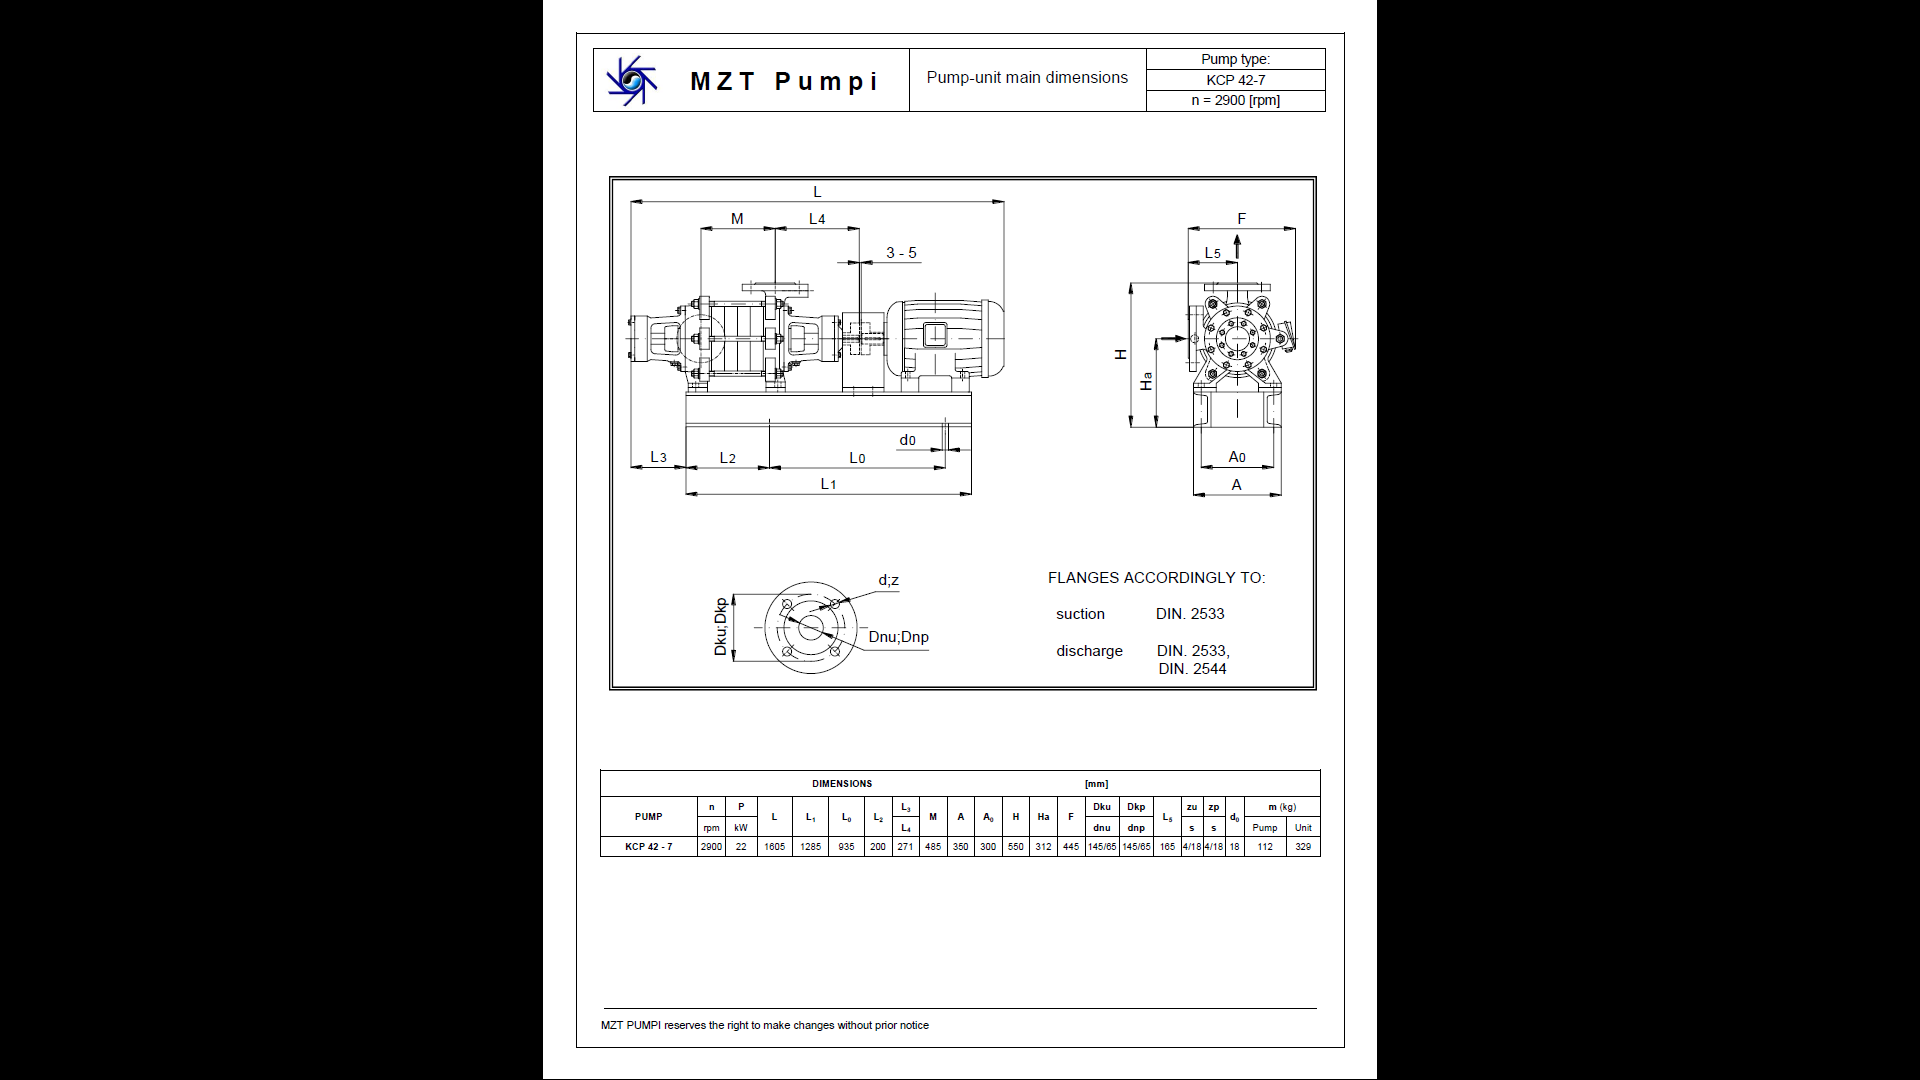 MZT Pumpi
Pump-unit main dimensions
Pump type:
KCP 42-7
n = 2900 [rpm]
L
M
L4
3 - 5
F
L5
H
Ha
d0
L3
L2
L0
L1
A0
A
d;z
Dku;Dkp
Dnu;Dnp
FLANGES ACCORDINGLY TO:
suction DIN. 2533
discharge DIN. 2533,
DIN. 2544
DIMENSIONS [mm]
PUMP n P L L1 L0 L2 L3 M A A0 H Ha F Dku Dkp L5 zu zp d0 m (kg)
rpm kW L4 dnu dnp s s Pump Unit
KCP 42 - 7 2900 22 1605 1285 935 200 271 485 350 300 550 312 445 145/65 145/65 165 4/18 4/18 18 112 329
MZT PUMPI reserves the right to make changes without prior notice